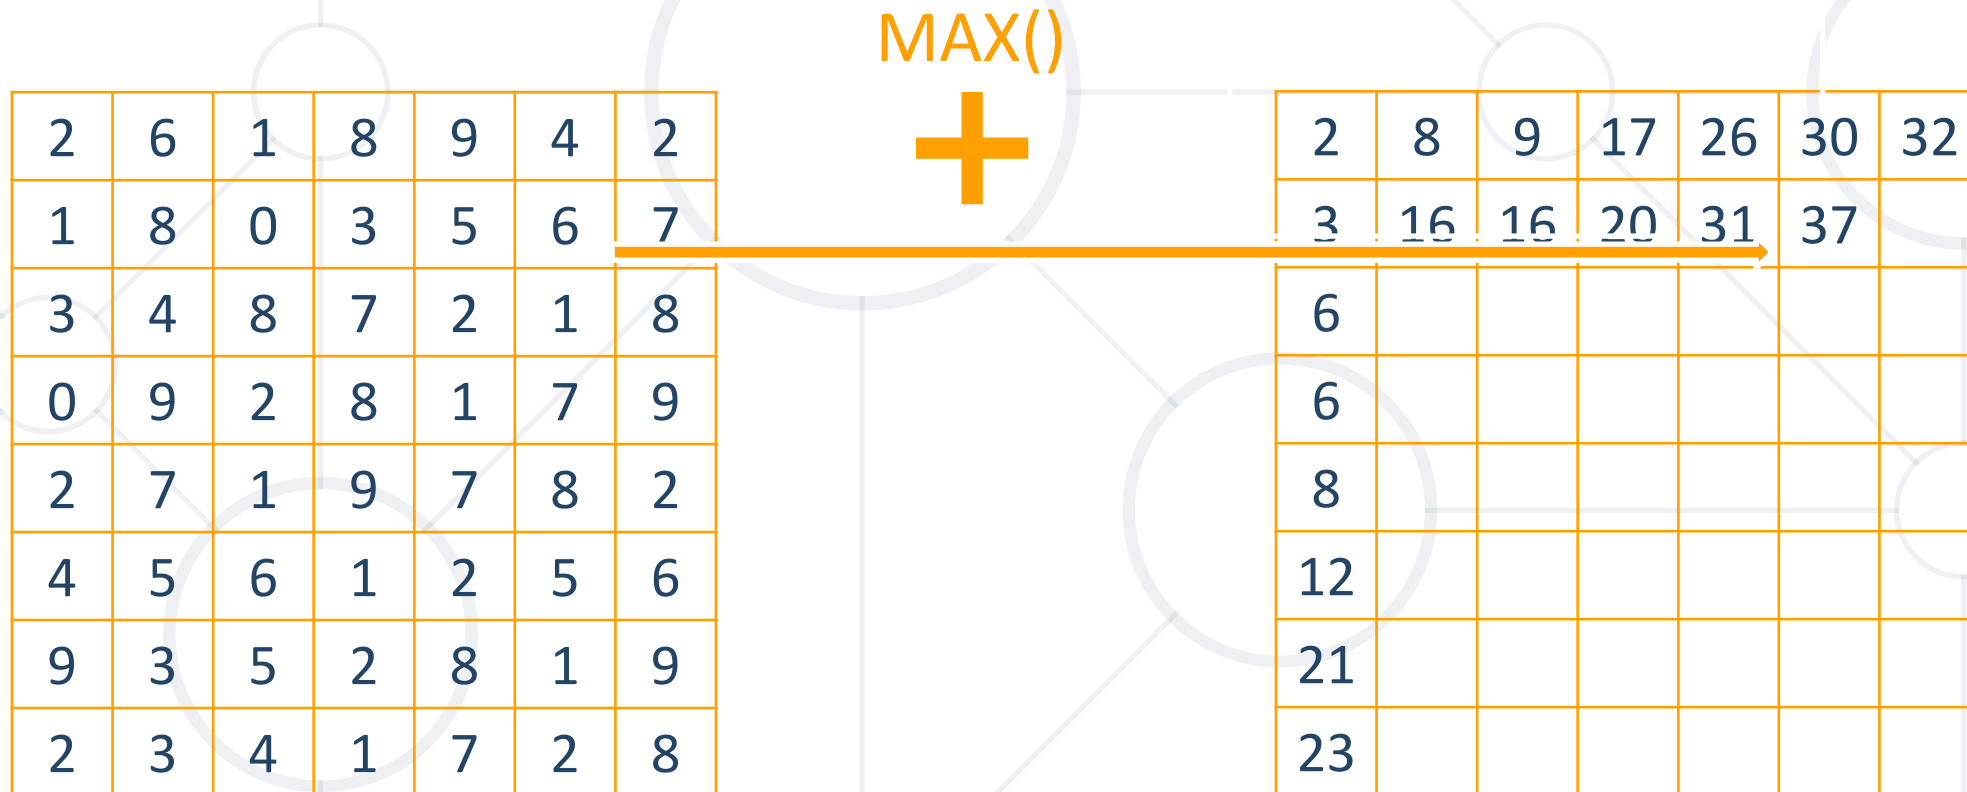 MAX()
2 6 1 8 9 4 2
1 8 0 3 5 6 7
3 4 8 7 2 1 8
0 9 2 8 1 7 9
2 7 1 9 7 8 2
4 5 6 1 2 5 6
9 3 5 2 8 1 9
2 3 4 1 7 2 8
2 8 9 17 26 30 32
3 16 16 20 31 37
6
6
8
12
21
23